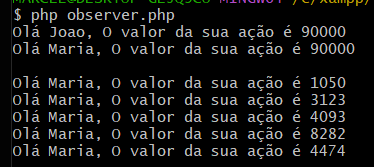 $ php observer.php
Olá Joao, O valor da sua ação é 90000
Olá Maria, O valor da sua ação é 90000
Olá Maria, O valor da sua ação é 1050
Olá Maria, O valor da sua ação é 3123
Olá Maria, O valor da sua ação é 4093
Olá Maria, O valor da sua ação é 8282
Olá Maria, O valor da sua ação é 4474